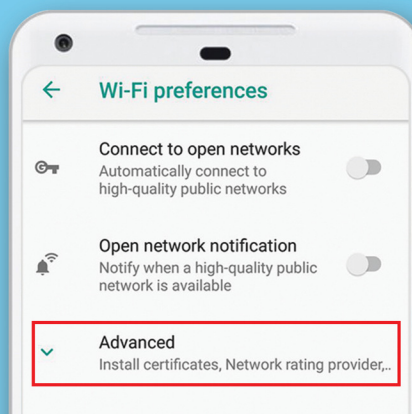 Wi-Fi preferences
Connect to open networks
Automatically connect to
high-quality public networks
Open network notification
Notify when a high-quality public
network is available
Advanced
Install certificates, Network rating provider,..